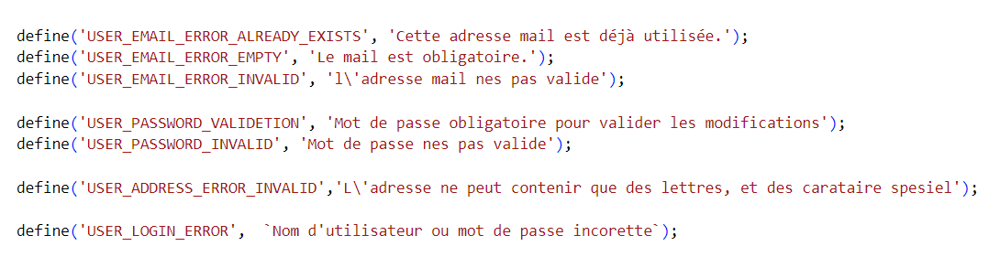 define('USER_EMAIL_ERROR_ALREADY_EXISTS', 'Cette adresse mail est déjà utilisée.');
define('USER_EMAIL_ERROR_EMPTY', 'Le mail est obligatoire.');
define('USER_EMAIL_ERROR_INVALID', 'l\'adresse mail nes pas valide');
define('USER_PASSWORD_VALIDETION', 'Mot de passe obligatoire pour valider les modifications');
define('USER_PASSWORD_INVALID', 'Mot de passe nes pas valide');
define('USER_ADDRESS_ERROR_INVALID','L\'adresse ne peut contenir que des lettres, et des carataire spesiel');
define('USER_LOGIN_ERROR',  `Nom d'utilisateur ou mot de passe incorette`);